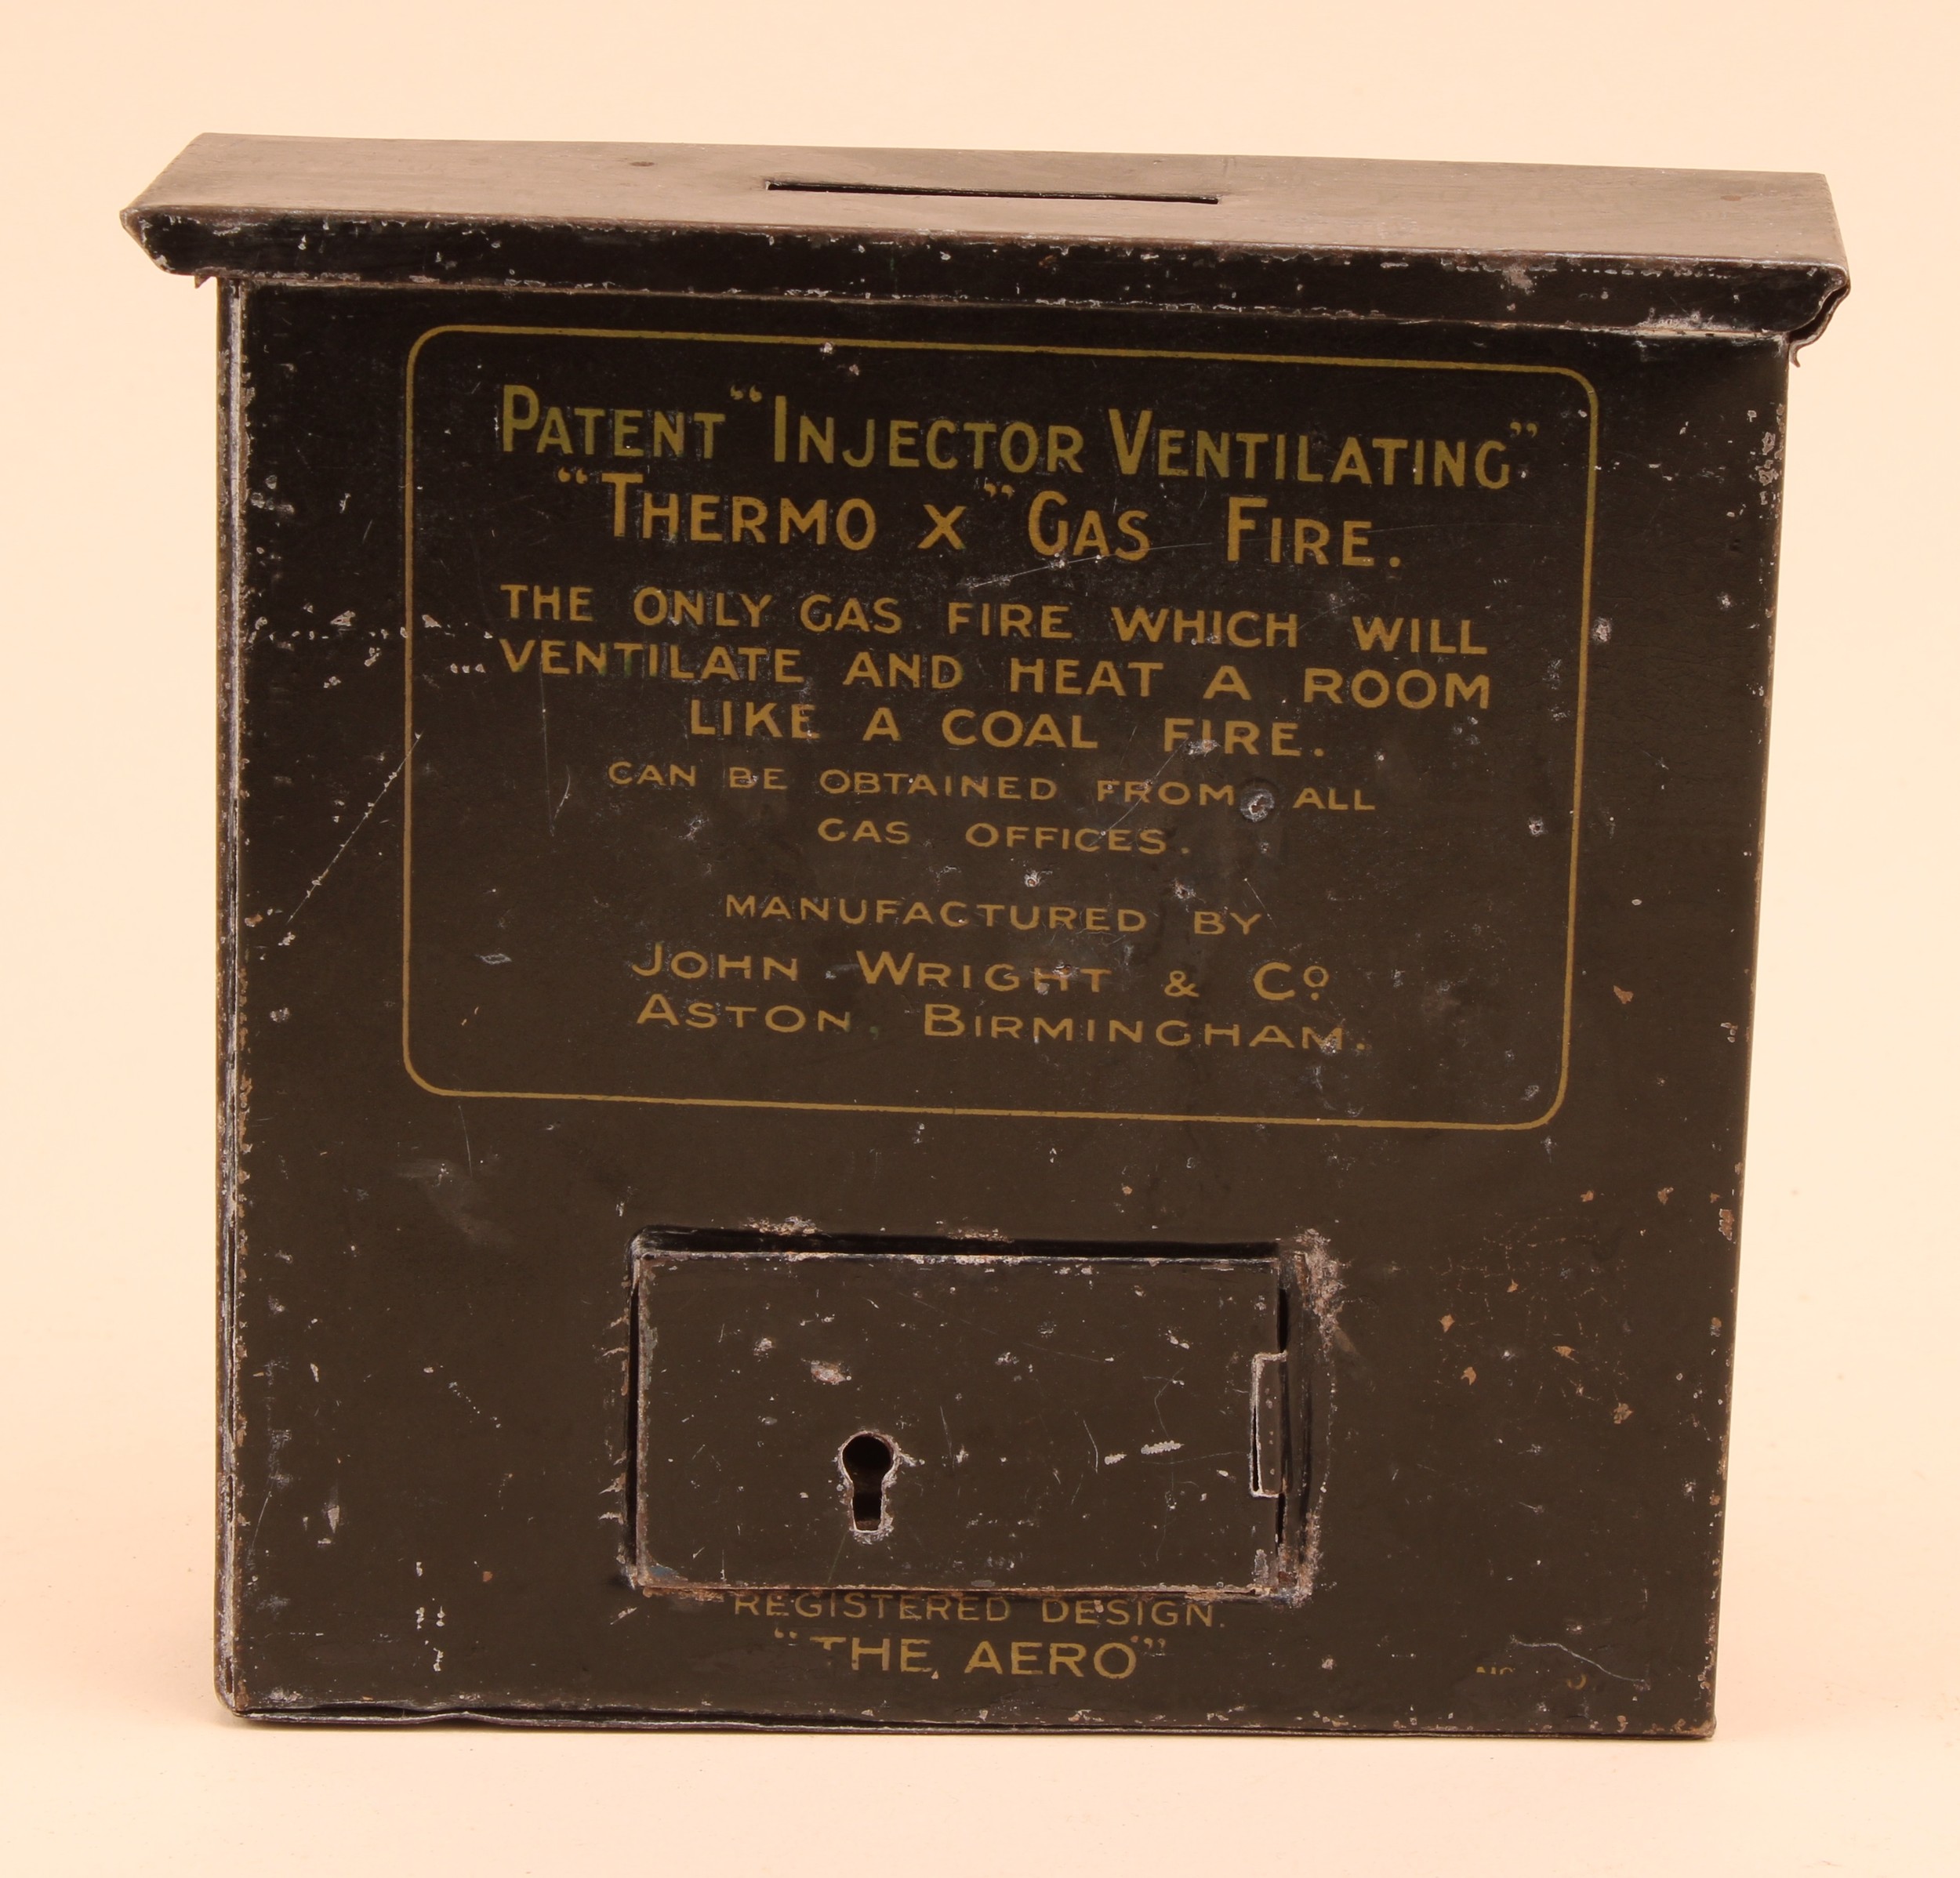 PATENT “INJECTOR VENTILATING”
“THERMO X” GAS FIRE.
THE ONLY GAS FIRE WHICH WILL
VENTILATE AND HEAT A ROOM
LIKE A COAL FIRE.
CAN BE OBTAINED FROM ALL
GAS OFFICES.
MANUFACTURED BY
JOHN WRIGHT & Cº
ASTON, BIRMINGHAM.
REGISTERED DESIGN.
“THE AERO”